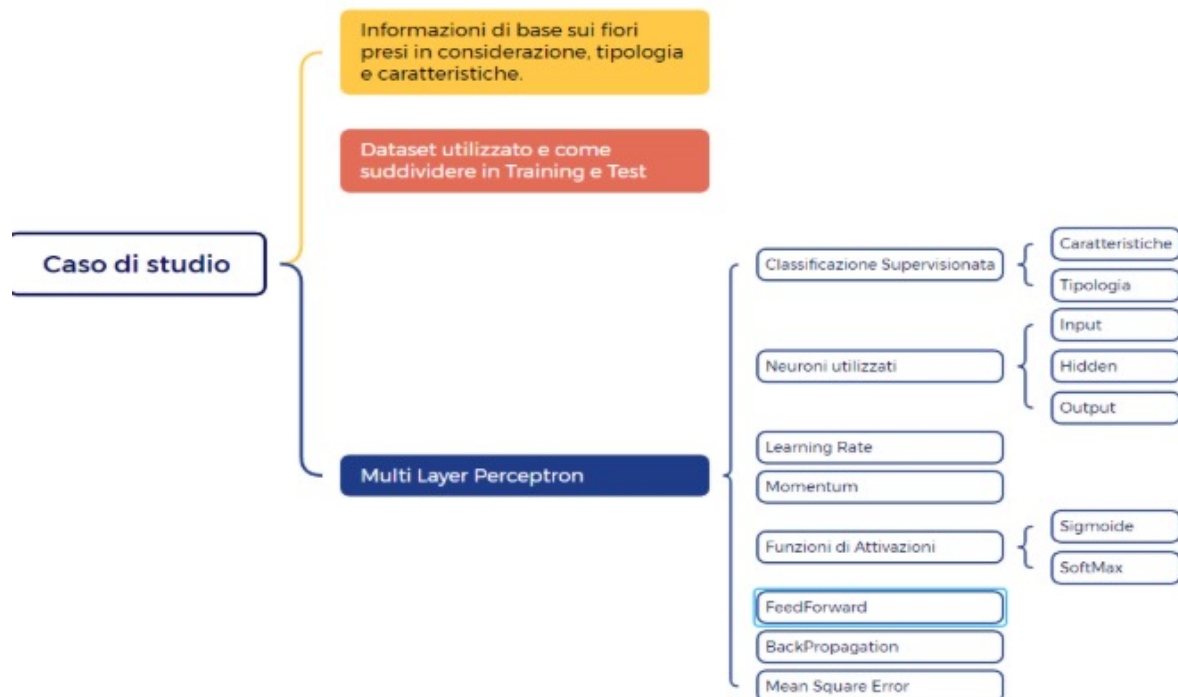 Informazioni di base sui fiori
presi in considerazione, tipologia
e caratteristiche.
Dataset utilizzato e come
suddividere in Training e Test
Caso di studio
Multi Layer Perceptron
Classificazione Supervisionata
Caratteristiche
Tipologia
Neuroni utilizzati
Input
Hidden
Output
Learning Rate
Momentum
Funzioni di Attivazioni
Sigmoide
SoftMax
FeedForward
BackPropagation
Mean Square Error